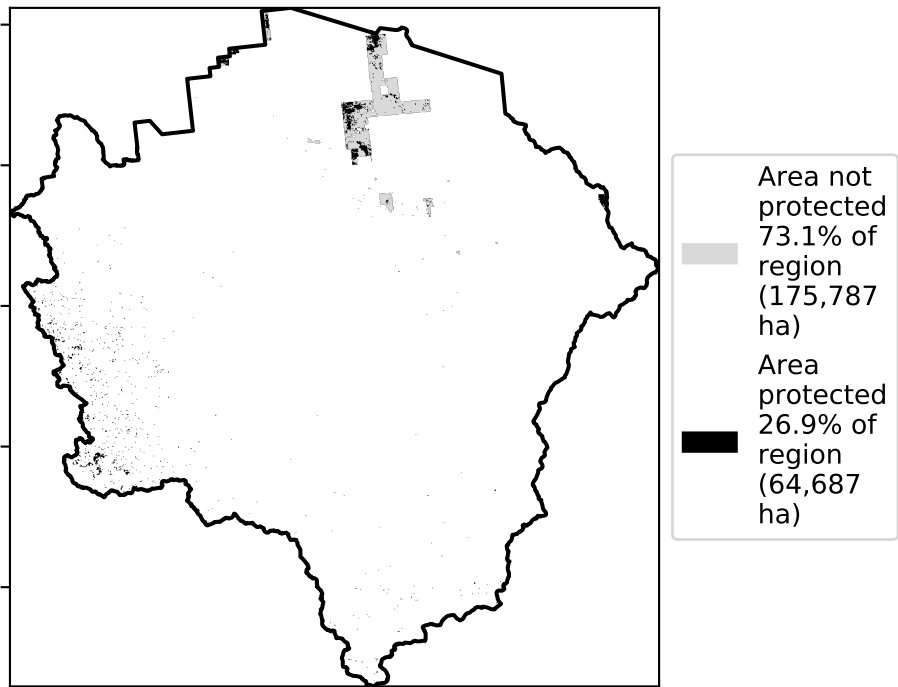 Area not
protected
73.1% of
region
(175,787
ha)
Area
protected
26.9% of
region
(64,687
ha)